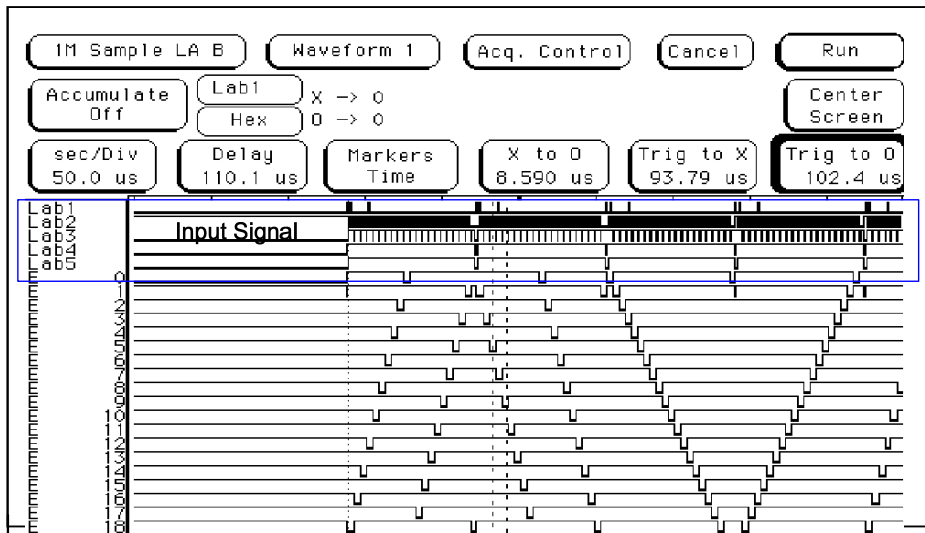 1M Sample LA B Waveform 1 Acq. Control Cancel Run
Accumulate Off Lab1 X -> 0 Center Screen
Hex O -> 0
sec/Div 50.0 us Delay 110.1 us Markers Time X to O 8.590 us Trig to X 93.79 us Trig to O 102.4 us
Lab1
Lab2
Lab3 Input Signal
Lab4
Lab5
E 0
E 1
E 2
E 3
E 4
E 5
E 6
E 7
E 8
E 9
E 10
E 11
E 12
E 13
E 14
E 15
E 16
E 17
E 18